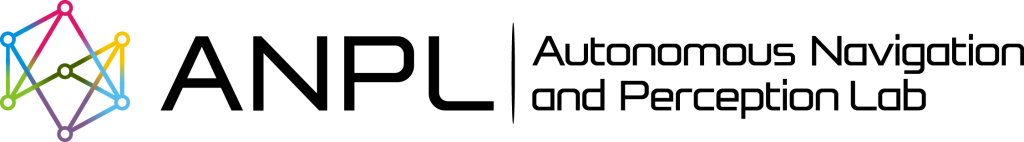 ANPL
Autonomous Navigation
and Perception Lab